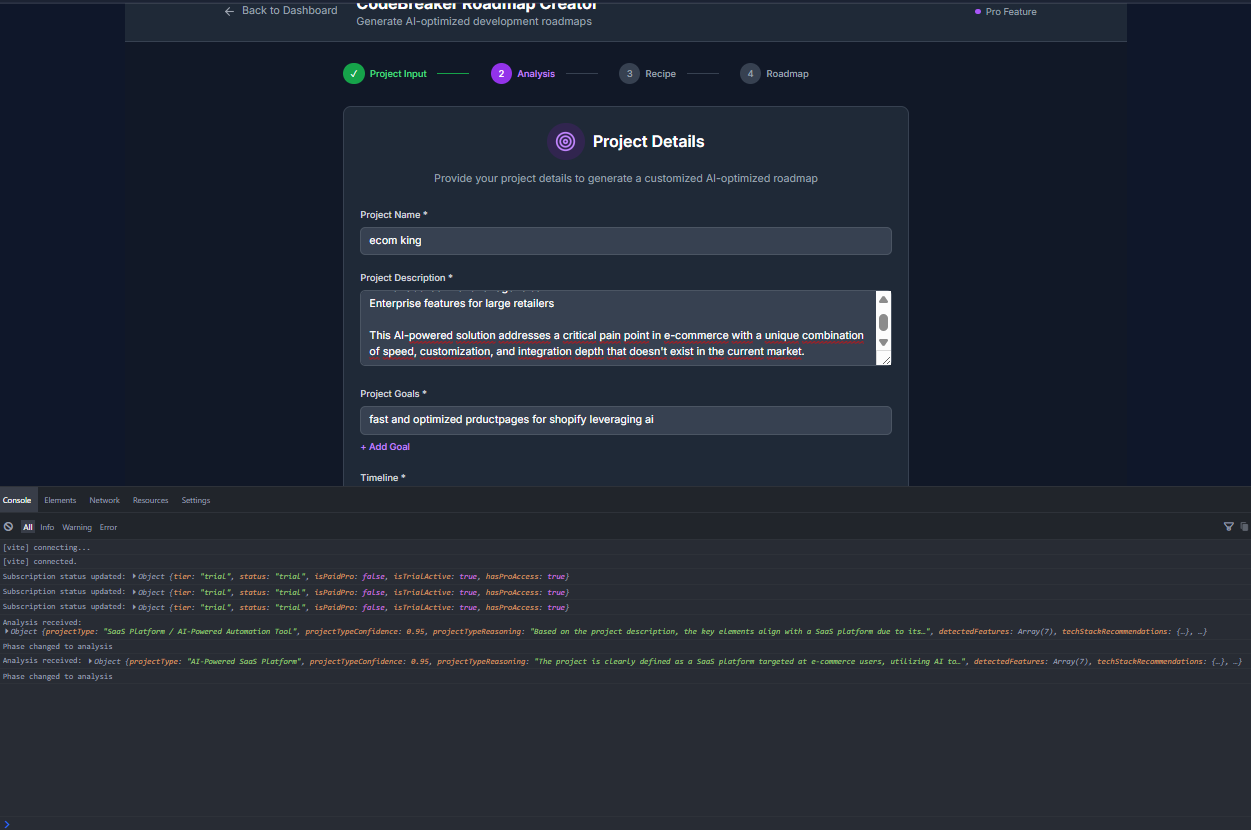 Back to Dashboard
CodeBreaker Roadmap Creator
Generate AI-optimized development roadmaps
Pro Feature
✓ Project Input
2 Analysis
3 Recipe
4 Roadmap
Project Details
Provide your project details to generate a customized AI-optimized roadmap
Project Name *
ecom king
Project Description *
Enterprise features for large retailers
This AI-powered solution addresses a critical pain point in e-commerce with a unique combination
of speed, customization, and integration depth that doesn't exist in the current market.
Project Goals *
fast and optimized prductpages for shopify leveraging ai
+ Add Goal
Timeline *
Console Elements Network Resources Settings
All Info Warning Error
[vite] connecting...
[vite] connected.
Subscription status updated: Object {tier: "trial", status: "trial", isPaidPro: false, isTrialActive: true, hasProAccess: true}
Subscription status updated: Object {tier: "trial", status: "trial", isPaidPro: false, isTrialActive: true, hasProAccess: true}
Subscription status updated: Object {tier: "trial", status: "trial", isPaidPro: false, isTrialActive: true, hasProAccess: true}
Analysis received:
Object {projectType: "SaaS Platform / AI-Powered Automation Tool", projectTypeConfidence: 0.95, projectTypeReasoning: "Based on the project description, the key elements align with a SaaS platform due to its…", detectedFeatures: Array(7), techStackRecommendations: {…}, …}
Phase changed to analysis
Analysis received: Object {projectType: "AI-Powered SaaS Platform", projectTypeConfidence: 0.95, projectTypeReasoning: "The project is clearly defined as a SaaS platform targeted at e-commerce users, utilizing AI to…", detectedFeatures: Array(7), techStackRecommendations: {…}, …}
Phase changed to analysis